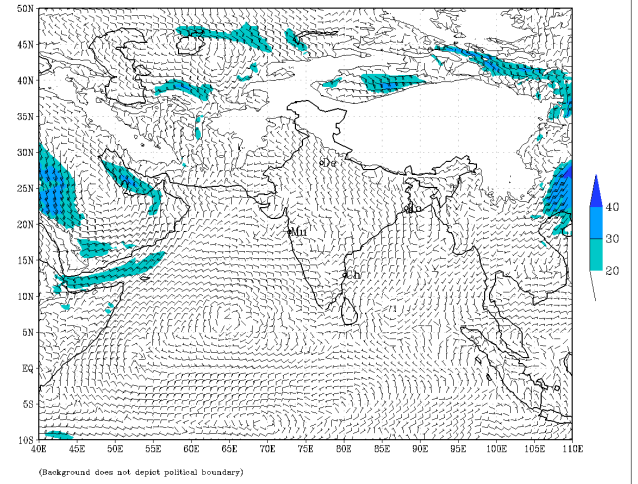 50N
45N
40N
35N
30N
25N
20N
15N
10N
5N
EQ
5S
10S
40E 45E 50E 55E 60E 65E 70E 75E 80E 85E 90E 95E 100E 105E 110E
De
Mu
Ch
40
30
20
(Background does not depict political boundary)